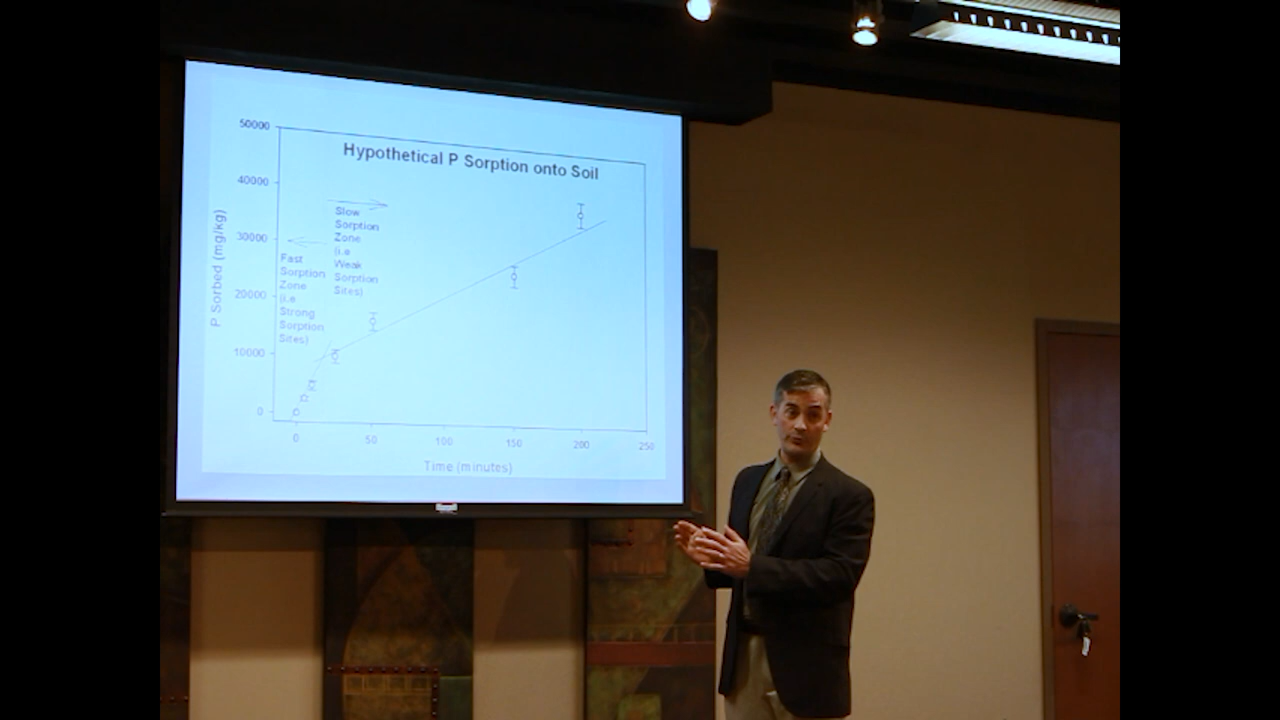 Hypothetical P Sorption onto Soil
50000
40000
30000
20000
10000
0
P Sorbed (mg/kg)
Slow
Sorption
Zone
(i.e
Weak
Sorption
Sites)
Fast
Sorption
Zone
(i.e
Strong
Sorption
Sites)
0 50 100 150 200 250
Time (minutes)